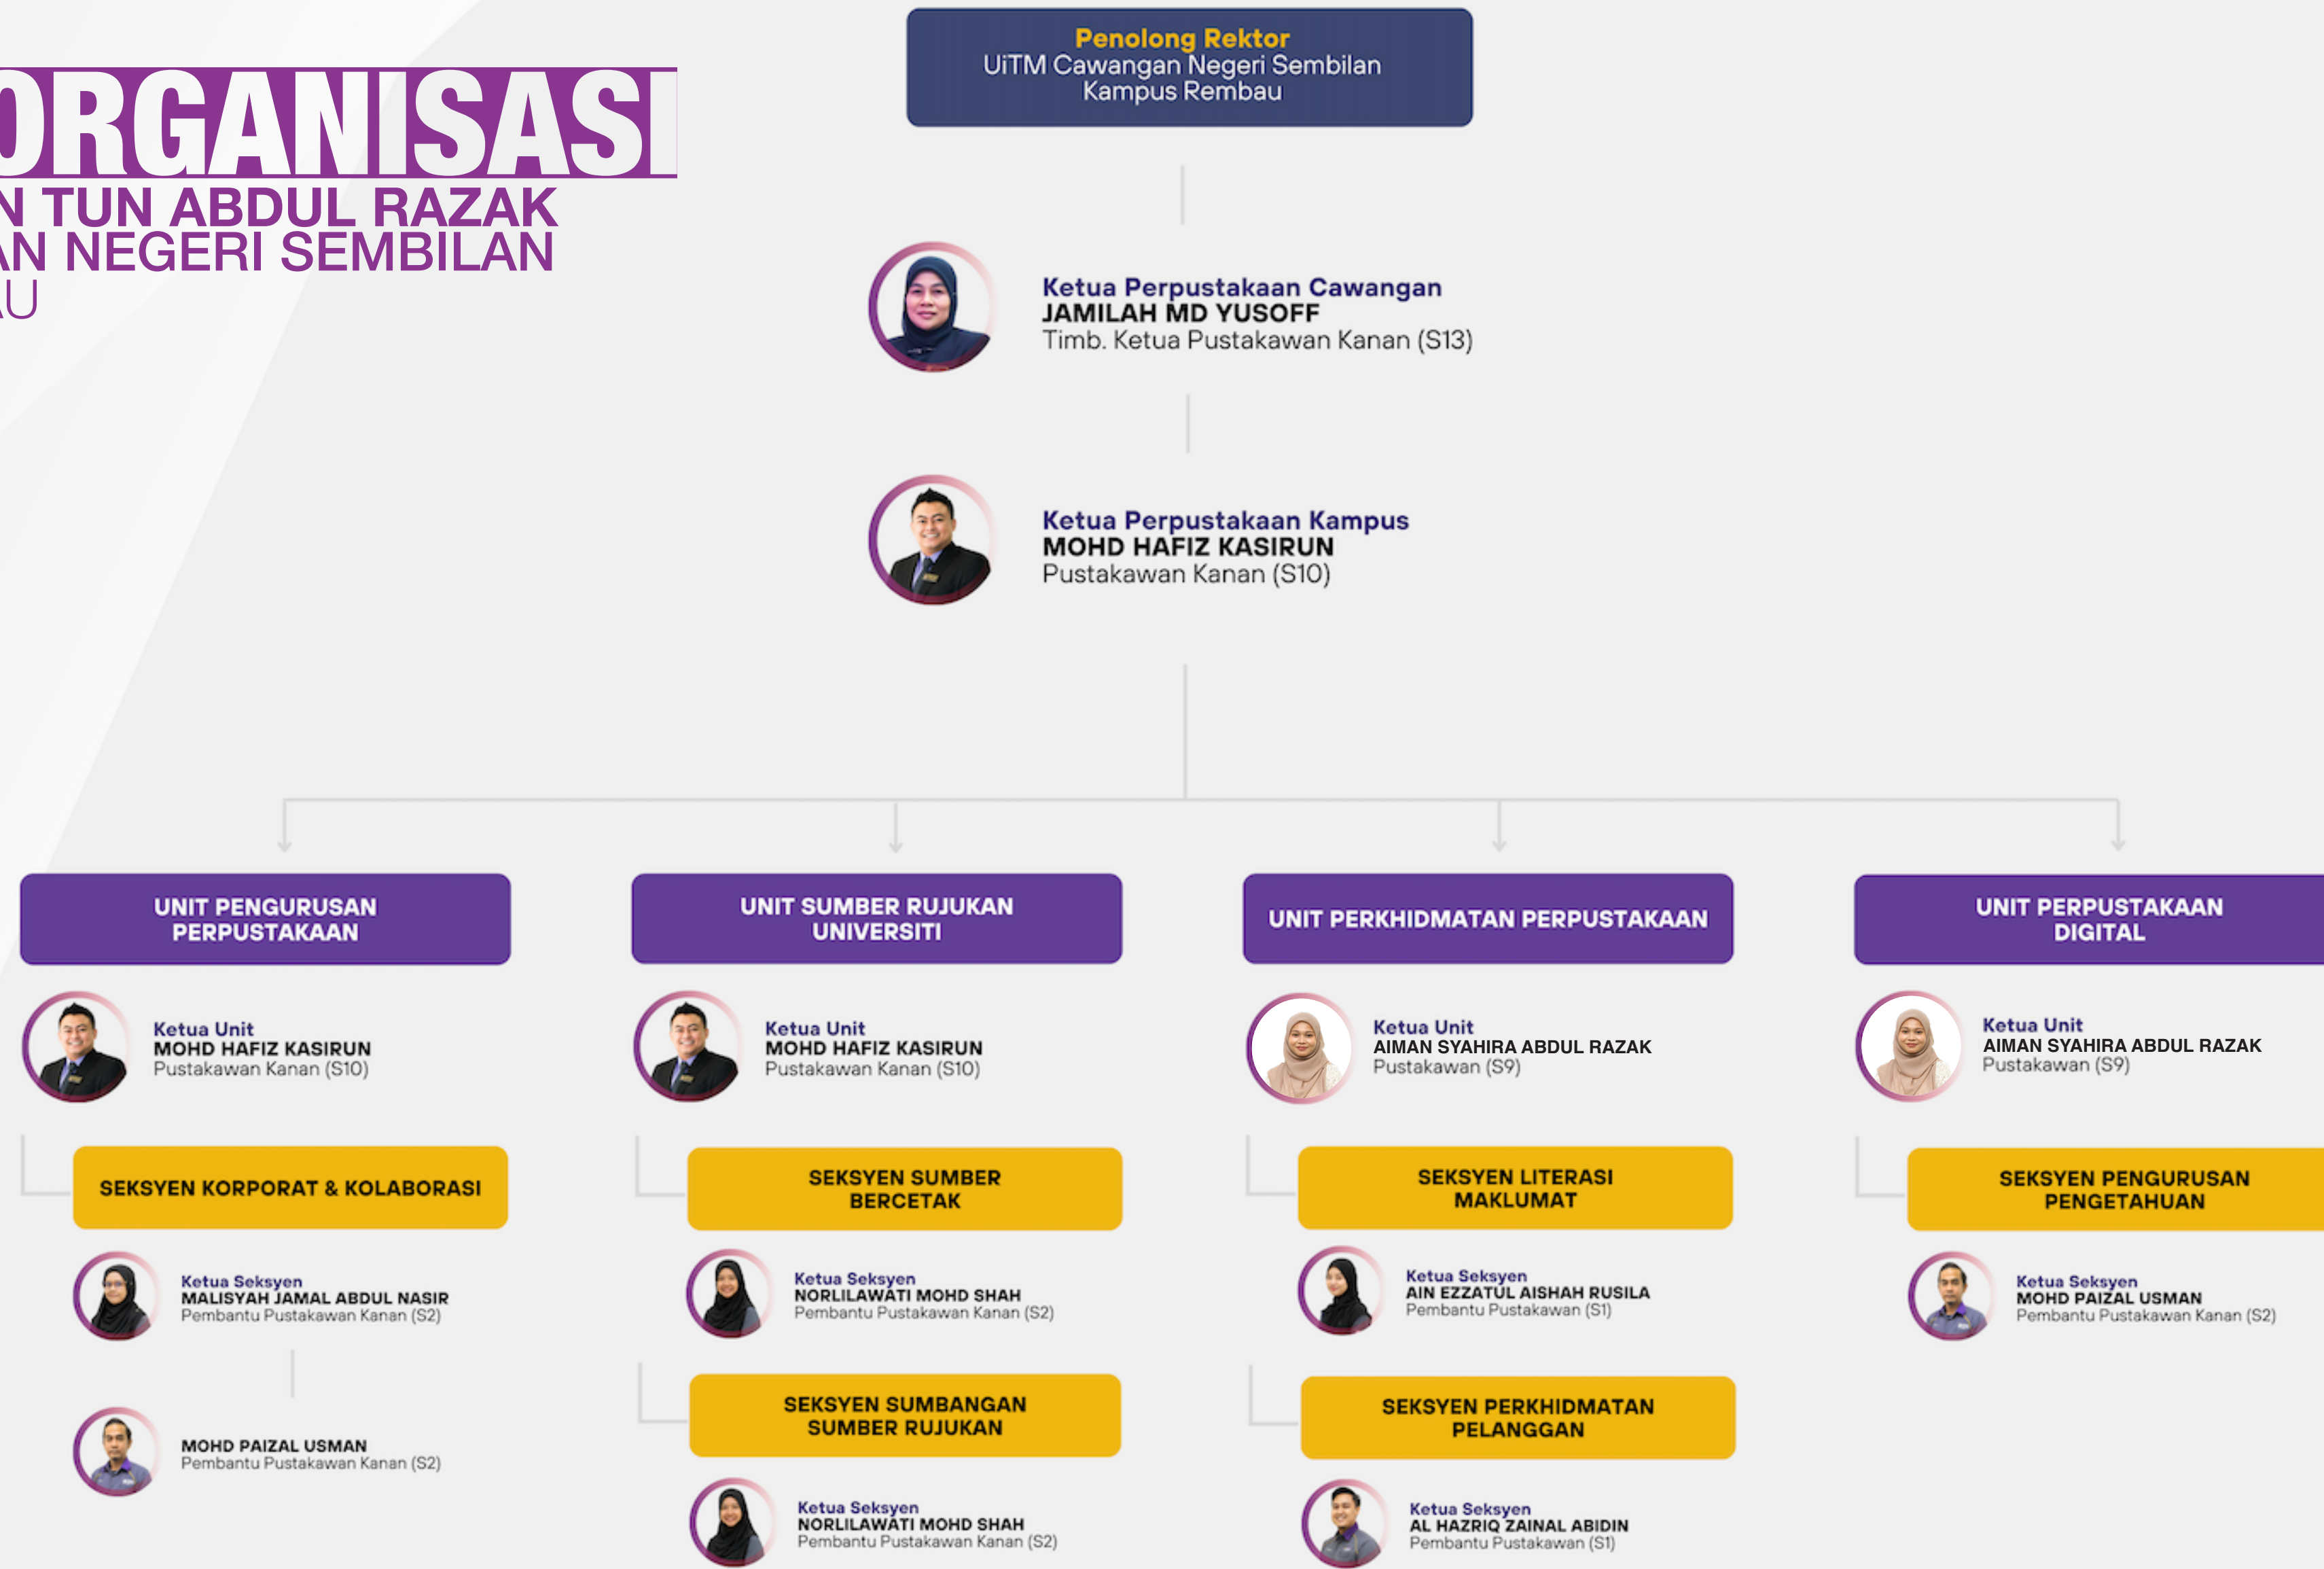 ORGANISASI
TUN ABDUL RAZAK
NEGERI SEMBILAN
Penolong Rektor
UiTM Cawangan Negeri Sembilan
Kampus Rembau
Ketua Perpustakaan Cawangan
JAMILAH MD YUSOFF
Timb. Ketua Pustakawan Kanan (S13)
Ketua Perpustakaan Kampus
MOHD HAFIZ KASIRUN
Pustakawan Kanan (S10)
UNIT PENGURUSAN
PERPUSTAKAAN
Ketua Unit
MOHD HAFIZ KASIRUN
Pustakawan Kanan (S10)
SEKSYEN KORPORAT & KOLABORASI
Ketua Seksyen
MALISYAH JAMAL ABDUL NASIR
Pembantu Pustakawan Kanan (S2)
MOHD PAIZAL USMAN
Pembantu Pustakawan Kanan (S2)
UNIT SUMBER RUJUKAN
UNIVERSITI
Ketua Unit
MOHD HAFIZ KASIRUN
Pustakawan Kanan (S10)
SEKSYEN SUMBER
BERCETAK
Ketua Seksyen
NORLILAWATI MOHD SHAH
Pembantu Pustakawan Kanan (S2)
SEKSYEN SUMBANGAN
SUMBER RUJUKAN
Ketua Seksyen
NORLILAWATI MOHD SHAH
Pembantu Pustakawan Kanan (S2)
UNIT PERKHIDMATAN PERPUSTAKAAN
Ketua Unit
AIMAN SYAHIRA ABDUL RAZAK
Pustakawan (S9)
SEKSYEN LITERASI
MAKLUMAT
Ketua Seksyen
AIN EZZATUL AISHAH RUSILA
Pembantu Pustakawan (S1)
SEKSYEN PERKHIDMATAN
PELANGGAN
Ketua Seksyen
AL HAZRIQ ZAINAL ABIDIN
Pembantu Pustakawan (S1)
UNIT PERPUSTAKAAN
DIGITAL
Ketua Unit
AIMAN SYAHIRA ABDUL RAZAK
Pustakawan (S9)
SEKSYEN PENGURUSAN
PENGETAHUAN
Ketua Seksyen
MOHD PAIZAL USMAN
Pembantu Pustakawan Kanan (S2)